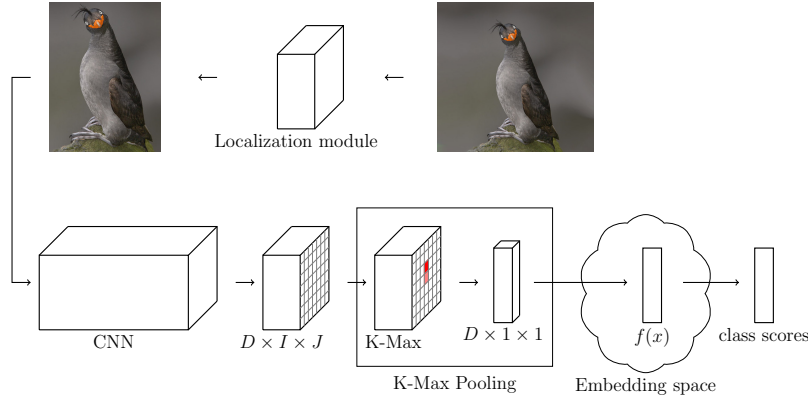 Localization module
CNN
D × I × J
K-Max
D × 1 × 1
K-Max Pooling
f(x)
Embedding space
class scores